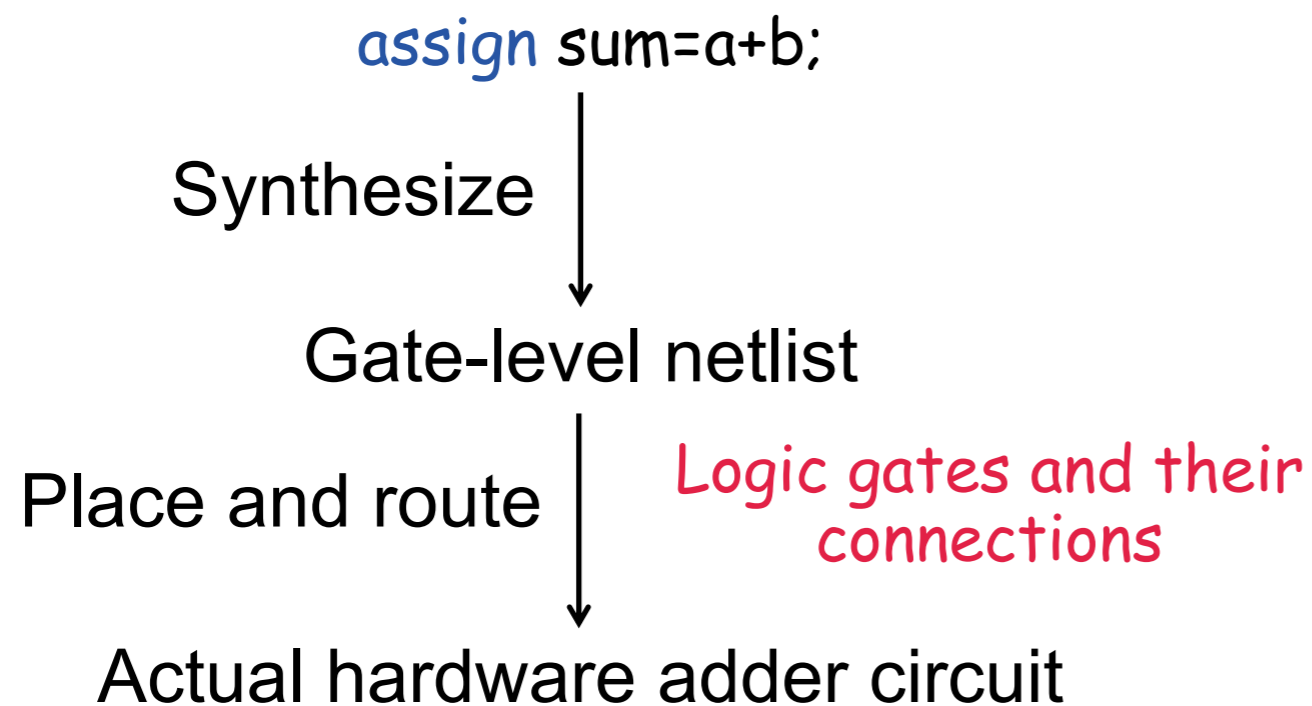 assign sum=a+b;
Synthesize
Gate-level netlist
Place and route
Logic gates and their
connections
Actual hardware adder circuit